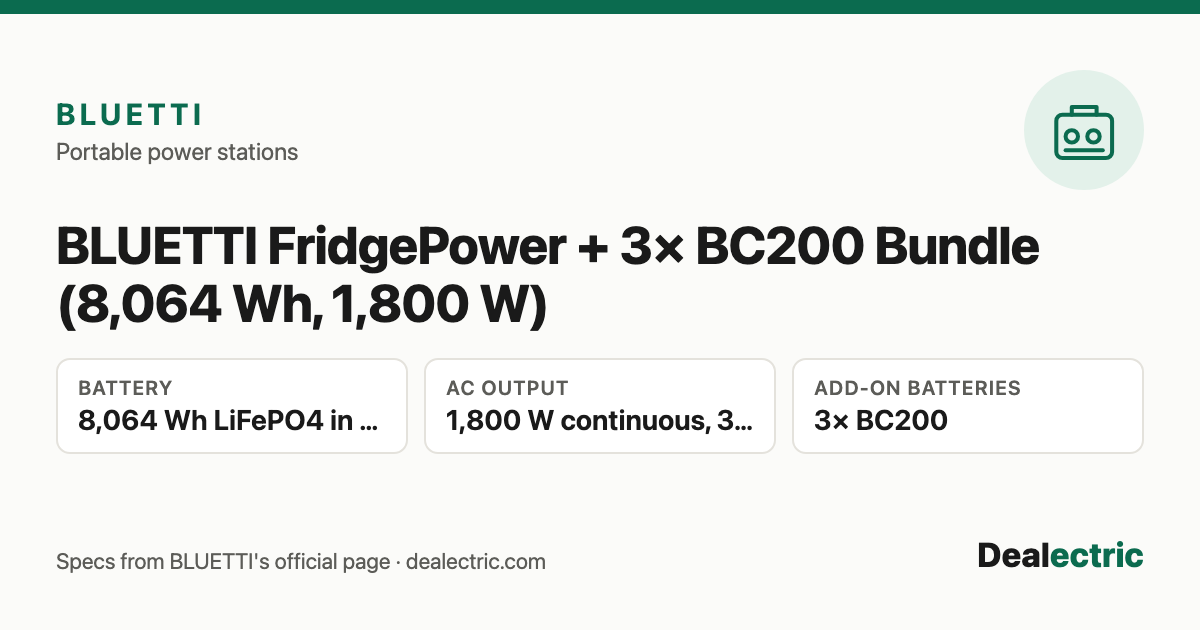 BLUETTI
Portable power stations
BLUETTI FridgePower + 3× BC200 Bundle
(8,064 Wh, 1,800 W)
BATTERY
8,064 Wh LiFePO4 in ...
AC OUTPUT
1,800 W continuous, 3...
ADD-ON BATTERIES
3× BC200
Specs from BLUETTI's official page · dealectric.com
Dealectric